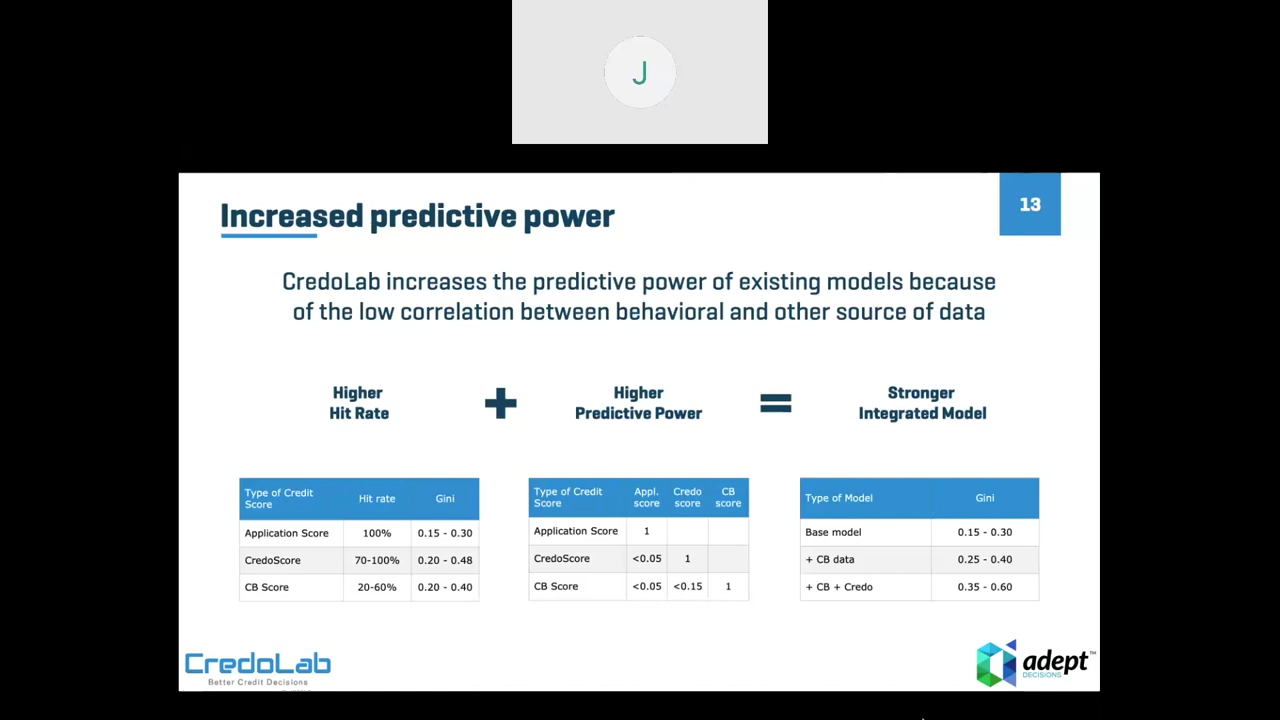 J
Increased predictive power
13
CredoLab increases the predictive power of existing models because
of the low correlation between behavioral and other source of data
Higher
Hit Rate
+
Higher
Predictive Power
=
Stronger
Integrated Model
Type of Credit Score Hit rate Gini
Application Score 100% 0.15 - 0.30
CredoScore 70-100% 0.20 - 0.48
CB Score 20-60% 0.20 - 0.40
Type of Credit Score Appl. score Credo score CB score
Application Score 1
CredoScore <0.05 1
CB Score <0.05 <0.15 1
Type of Model Gini
Base model 0.15 - 0.30
+ CB data 0.25 - 0.40
+ CB + Credo 0.35 - 0.60
CredoLab
Better Credit Decisions
adept™
DECISIONS